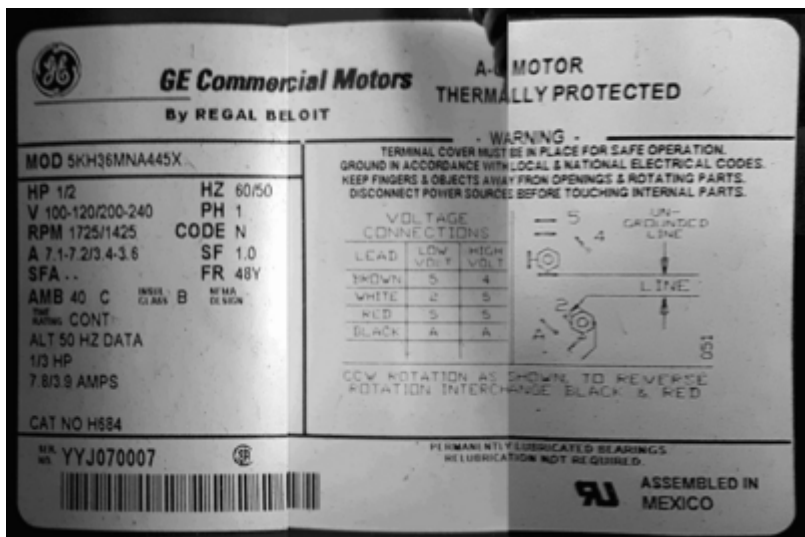 GE
GE Commercial Motors
By REGAL BELOIT
A-C MOTOR
THERMALLY PROTECTED
MOD 5KH36MNA445X
HP 1/2 HZ 60/50
V 100-120/200-240 PH 1
RPM 1725/1425 CODE N
A 7.1-7.2/3.4-3.6 SF 1.0
SFA -- FR 48Y
AMB 40 C INSUL CLASS B NEMA DESIGN
TIME RATING CONT
ALT 50 HZ DATA
1/3 HP
7.8/3.9 AMPS
CAT NO H684
- WARNING -
TERMINAL COVER MUST BE IN PLACE FOR SAFE OPERATION.
GROUND IN ACCORDANCE WITH LOCAL & NATIONAL ELECTRICAL CODES.
KEEP FINGERS & OBJECTS AWAY FRON OPENINGS & ROTATING PARTS.
DISCONNECT POWER SOURCES BEFORE TOUCHING INTERNAL PARTS.
VOLTAGE
CONNECTIONS
LEAD LOW VOLT HIGH VOLT
BROWN 5 4
WHITE 2 5
RED 5 5
BLACK A A
5
4
2
A
UN-
GROUNDED
LINE
LINE
051
CCW ROTATION AS SHOWN, TO REVERSE
ROTATION INTERCHANGE BLACK & RED
SER. NO. YYJ070007
PERMANENTLY LUBRICATED BEARINGS.
RELUBRICATION NOT REQUIRED.
ASSEMBLED IN
MEXICO